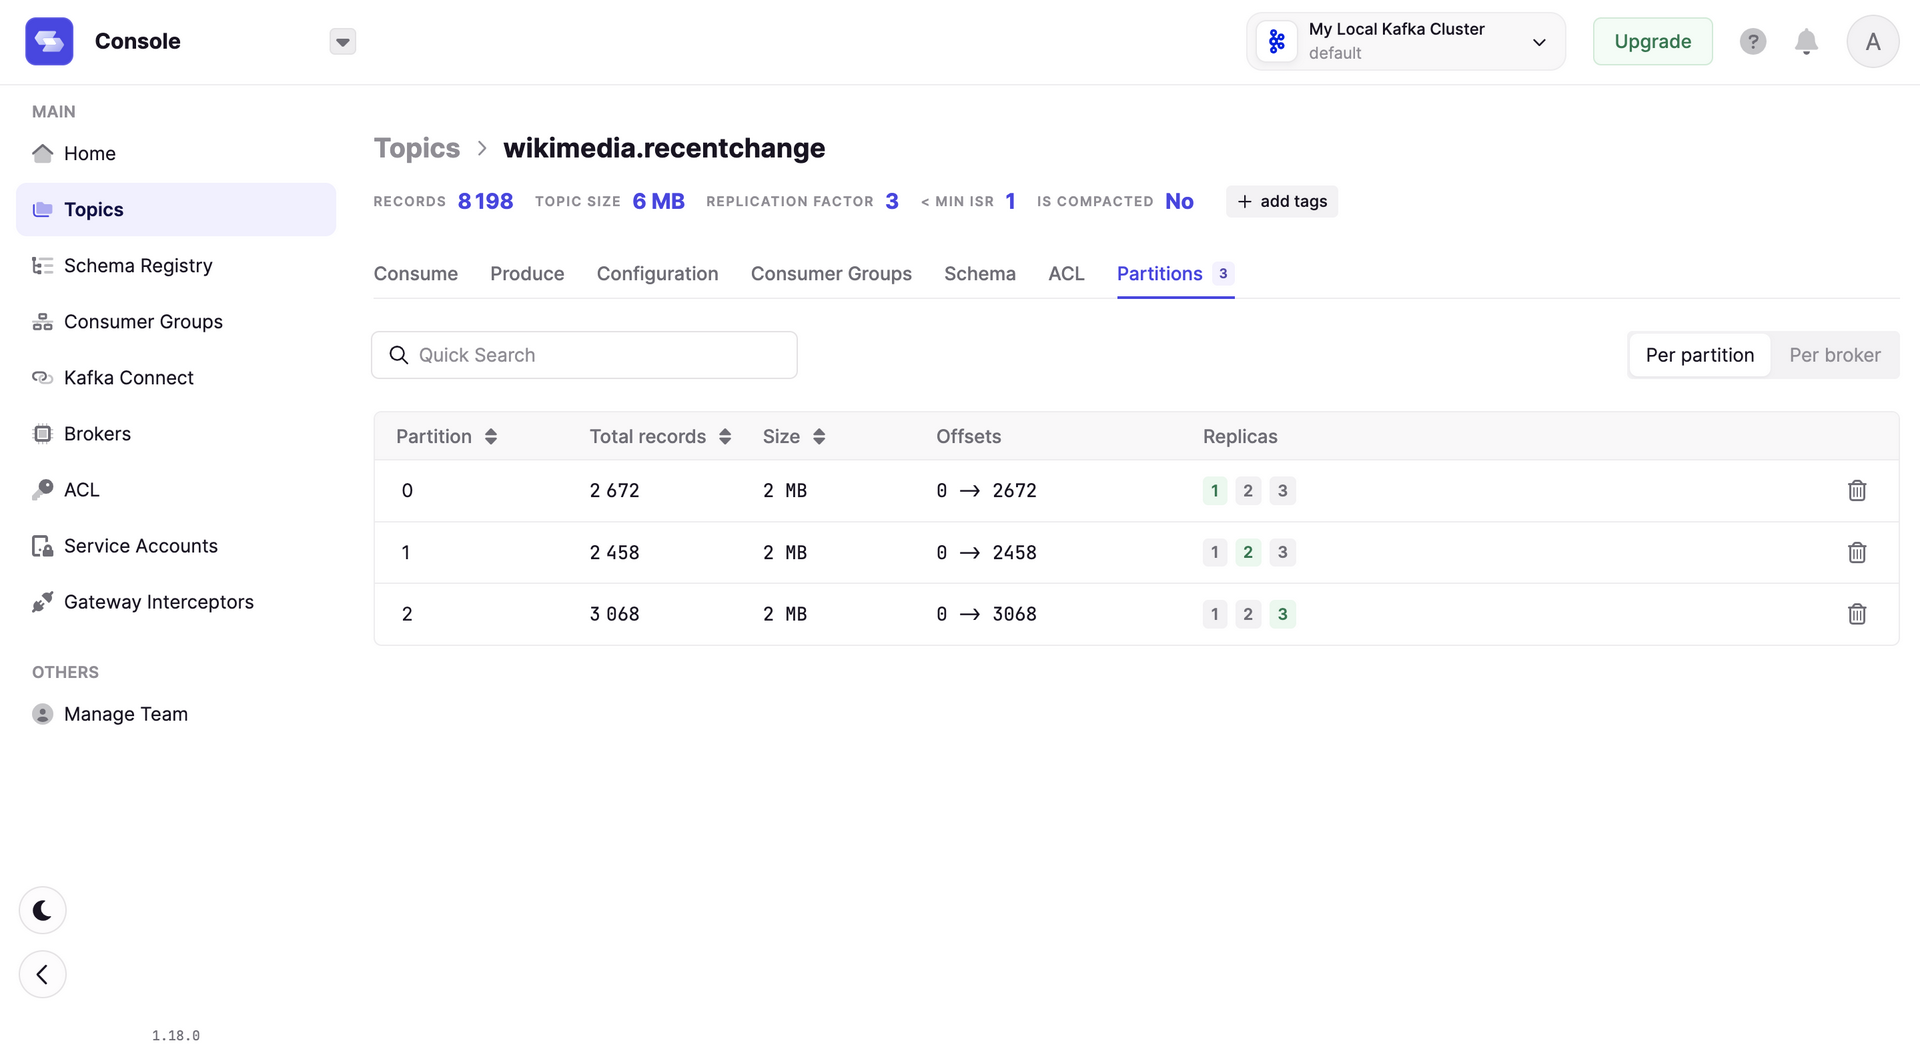 Console
My Local Kafka Cluster
default
Upgrade
?
A
MAIN
Home
Topics
Schema Registry
Consumer Groups
Kafka Connect
Brokers
ACL
Service Accounts
Gateway Interceptors
OTHERS
Manage Team
1.18.0
Topics > wikimedia.recentchange
RECORDS 8 198 TOPIC SIZE 6 MB REPLICATION FACTOR 3 < MIN ISR 1 IS COMPACTED No + add tags
Consume Produce Configuration Consumer Groups Schema ACL Partitions 3
Quick Search
Per partition Per broker
Partition Total records Size Offsets Replicas
0 2 672 2 MB 0 → 2672 1 2 3
1 2 458 2 MB 0 → 2458 1 2 3
2 3 068 2 MB 0 → 3068 1 2 3